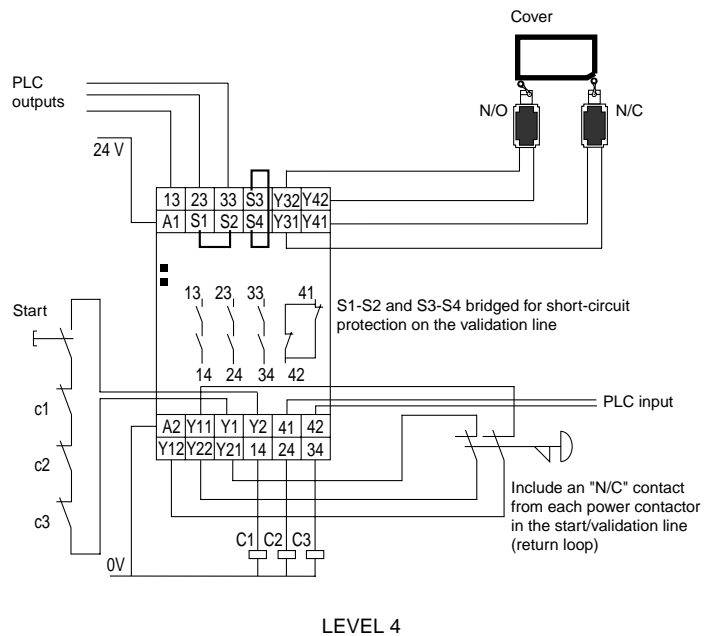 Cover
PLC
outputs
N/O
N/C
24 V
13 23 33 S3 Y32 Y42
A1 S1 S2 S4 Y31 Y41
13 23 33 41
Start
S1-S2 and S3-S4 bridged for short-circuit
protection on the validation line
14 24 34 42
c1
PLC input
A2 Y11 Y1 Y2 41 42
Y12 Y22 Y21 14 24 34
c2
Include an "N/C" contact
from each power contactor
in the start/validation line
(return loop)
c3
C1 C2 C3
0V
LEVEL 4